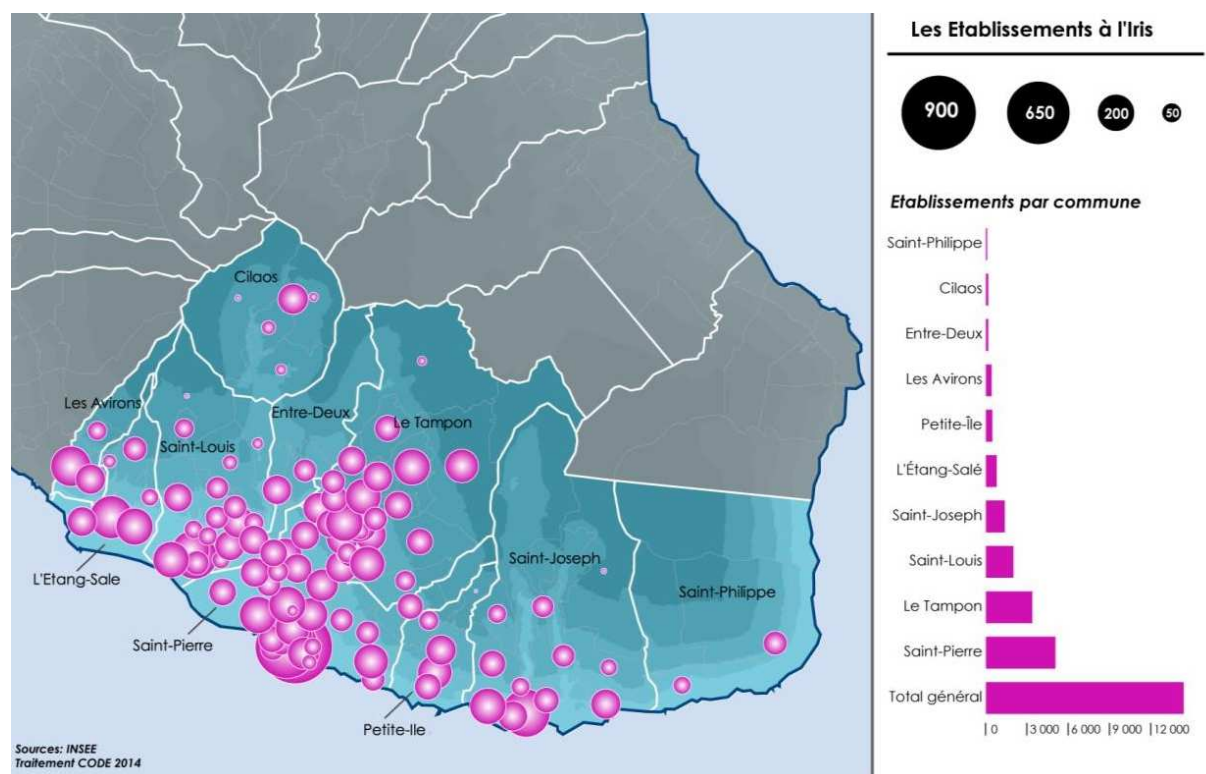 Cilaos
Les Avirons
Entre-Deux
Le Tampon
Saint-Louis
L'Etang-Sale
Saint-Joseph
Saint-Philippe
Saint-Pierre
Petite-Ile
Sources: INSEE
Traitement CODE 2014
Les Etablissements à l'Iris
900 650 200 50
Etablissements par commune
Saint-Philippe
Cilaos
Entre-Deux
Les Avirons
Petite-Île
L'Étang-Salé
Saint-Joseph
Saint-Louis
Le Tampon
Saint-Pierre
Total général
0 3 000 6 000 9 000 12 000